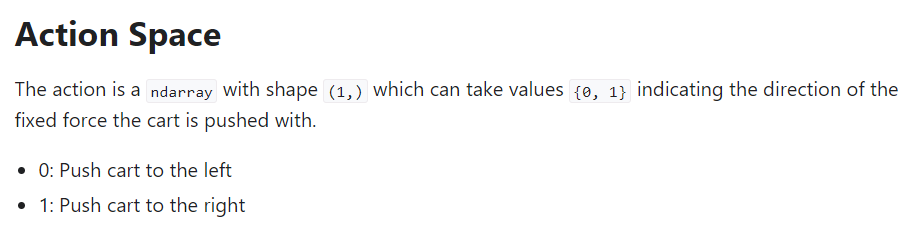 Action Space
The action is a ndarray with shape (1,) which can take values {0, 1} indicating the direction of the
fixed force the cart is pushed with.
• 0: Push cart to the left
• 1: Push cart to the right